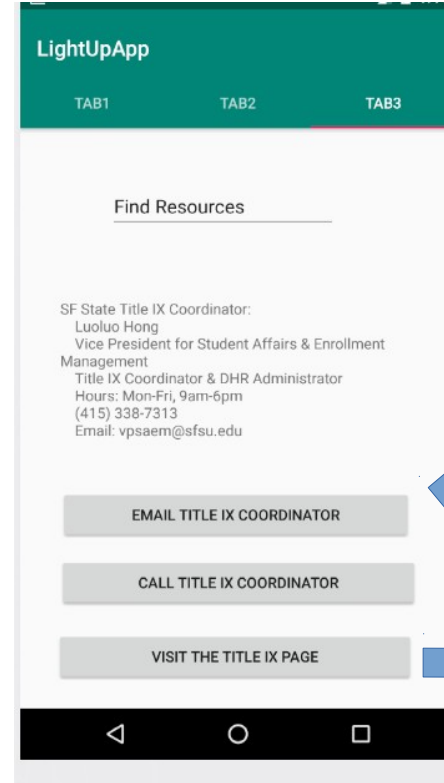 LightUpApp
TAB1 TAB2 TAB3
Find Resources
SF State Title IX Coordinator:
Luoluo Hong
Vice President for Student Affairs & Enrollment
Management
Title IX Coordinator & DHR Administrator
Hours: Mon-Fri, 9am-6pm
(415) 338-7313
Email: vpsaem@sfsu.edu
EMAIL TITLE IX COORDINATOR
CALL TITLE IX COORDINATOR
VISIT THE TITLE IX PAGE